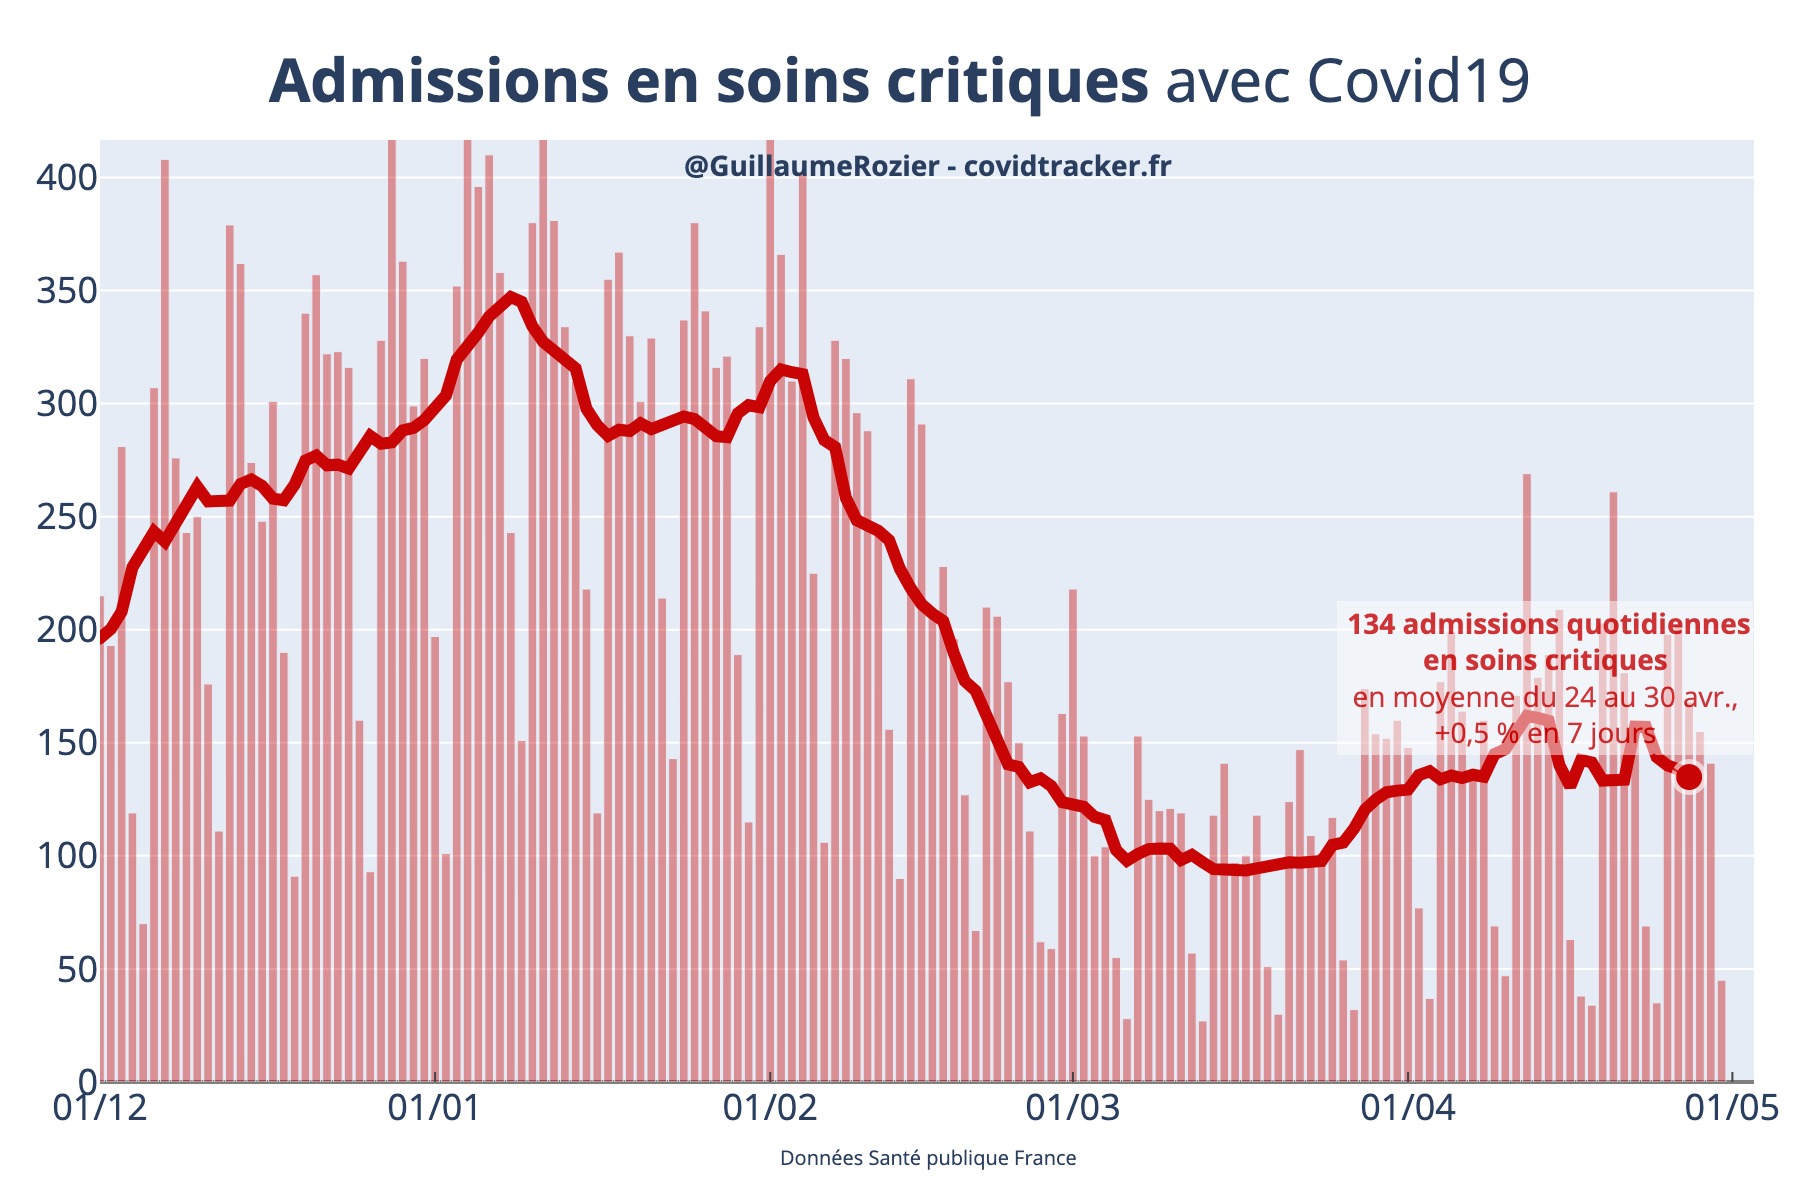 Admissions en soins critiques avec Covid19
@GuillaumeRozier - covidtracker.fr
400
350
300
250
200
150
100
50
0
134 admissions quotidiennes
en soins critiques
en moyenne du 24 au 30 avr.,
+0,5 % en 7 jours
01/12 01/01 01/02 01/03 01/04 01/05
Données Santé publique France